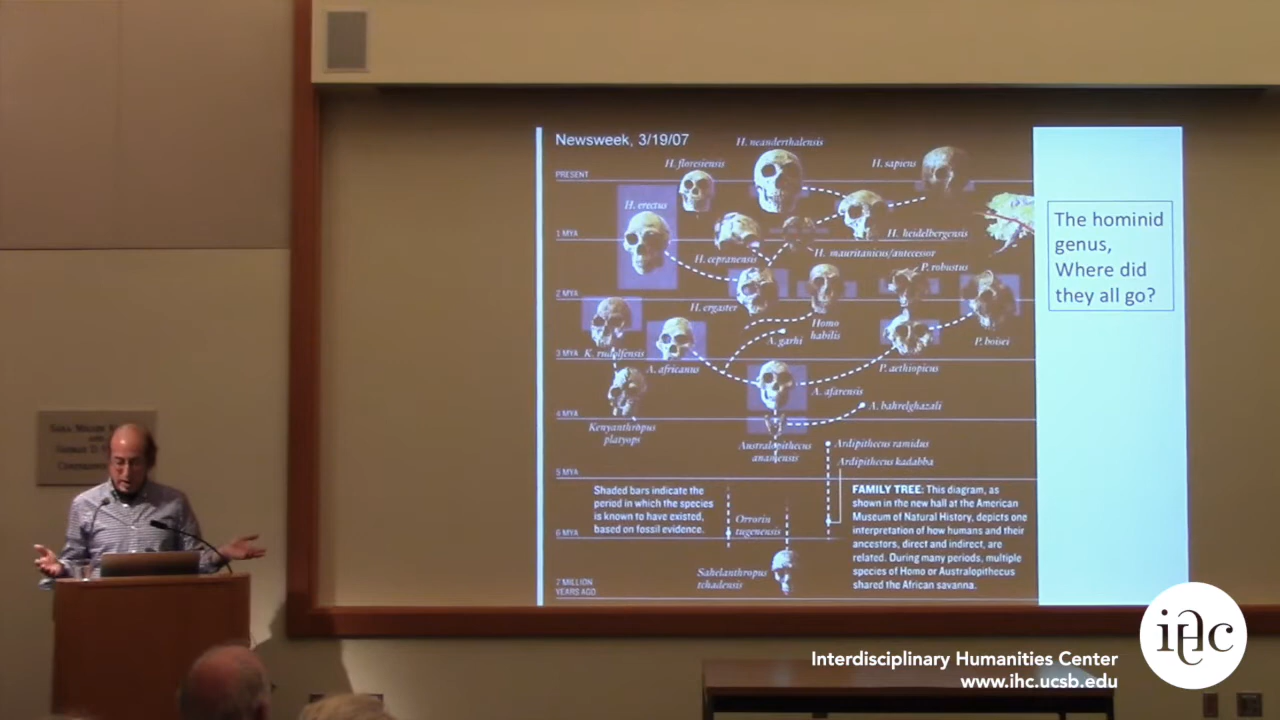 Newsweek, 3/19/07
H. neanderthalensis
H. floresiensis
H. sapiens
PRESENT
H. erectus
1 MYA
H. heidelbergensis
H. cepranensis
H. mauritanicus/antecessor
P. robustus
2 MYA
H. ergaster
Homo
habilis
A. garhi
P. boisei
3 MYA
K. rudolfensis
A. africanus
P. aethiopicus
A. afarensis
A. bahrelghazali
4 MYA
Kenyanthropus
platyops
Australopithecus
anamensis
Ardipithecus ramidus
Ardipithecus kadabba
5 MYA
Shaded bars indicate the
period in which the species
is known to have existed,
based on fossil evidence.
Orrorin
tugenensis
6 MYA
FAMILY TREE: This diagram, as
shown in the new hall at the American
Museum of Natural History, depicts one
interpretation of how humans and their
ancestors, direct and indirect, are
related. During many periods, multiple
species of Homo or Australopithecus
shared the African savanna.
Sahelanthropus
tchadensis
7 MILLION
YEARS AGO
The hominid
genus,
Where did
they all go?
ihc
Interdisciplinary Humanities Center
www.ihc.ucsb.edu